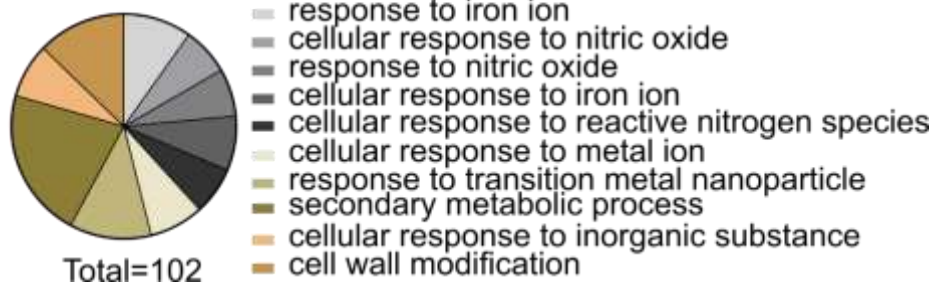 response to iron ion
cellular response to nitric oxide
response to nitric oxide
cellular response to iron ion
cellular response to reactive nitrogen species
cellular response to metal ion
response to transition metal nanoparticle
secondary metabolic process
cellular response to inorganic substance
cell wall modification
Total=102